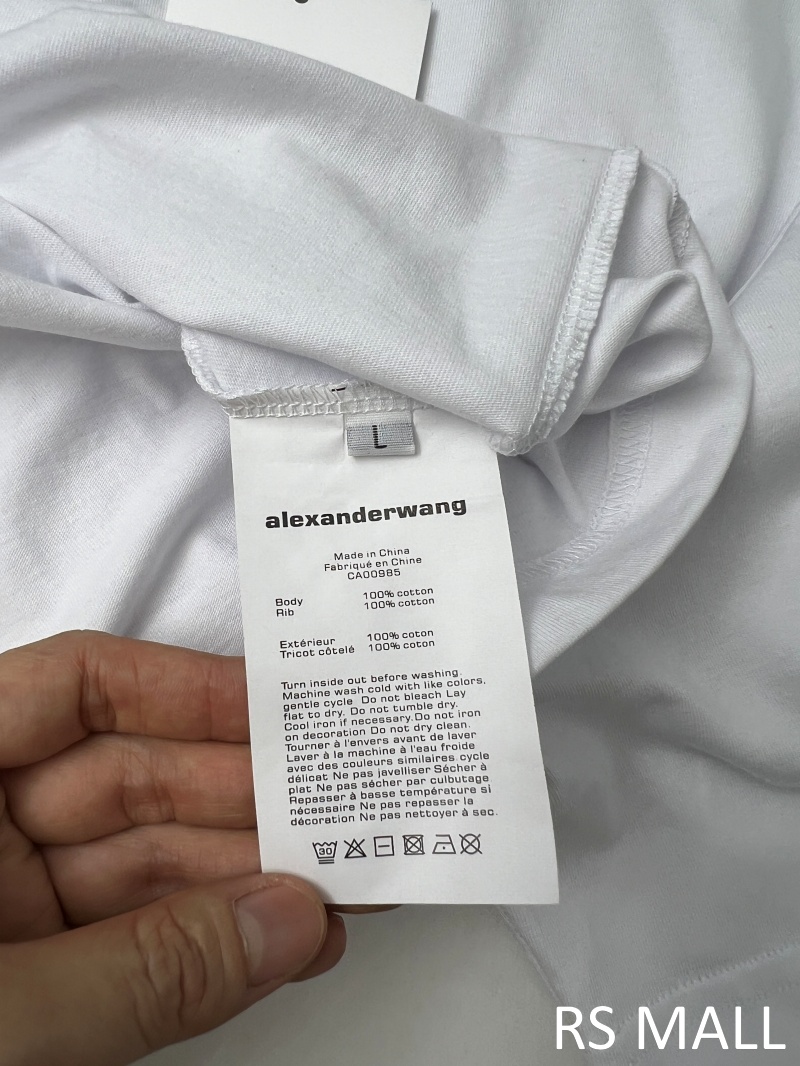 L
alexanderwang
Made in China
Fabriqué en Chine
CA00985
Body 100% cotton
Rib 100% cotton
Extérieur 100% coton
Tricot côtelé 100% coton
Turn inside out before washing.
Machine wash cold with like colors,
gentle cycle Do not bleach Lay
flat to dry, Do not tumble dry.
Cool iron if necessary.Do not iron
on decoration Do not dry clean.
Tourner à l'envers avant de laver
Laver à la machine à l'eau froide
avec des couleurs similaires cycle
délicat Ne pas javelliser Sécher à
plat Ne pas sécher par culbutage
Repasser à basse température si
nécessaire Ne pas repasser la
décoration Ne pas nettoyer à sec.
30
RS MALL